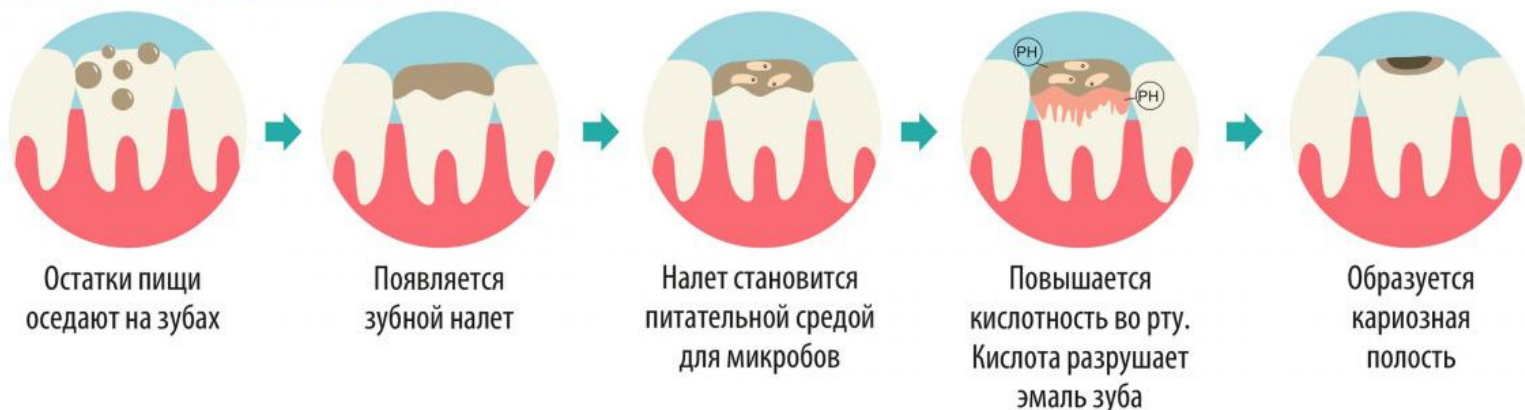 Остатки пищи
оседают на зубах
Появляется
зубной налет
Налет становится
питательной средой
для микробов
PH
PH
Повышается
кислотность во рту.
Кислота разрушает
эмаль зуба
Образуется
кариозная
полость